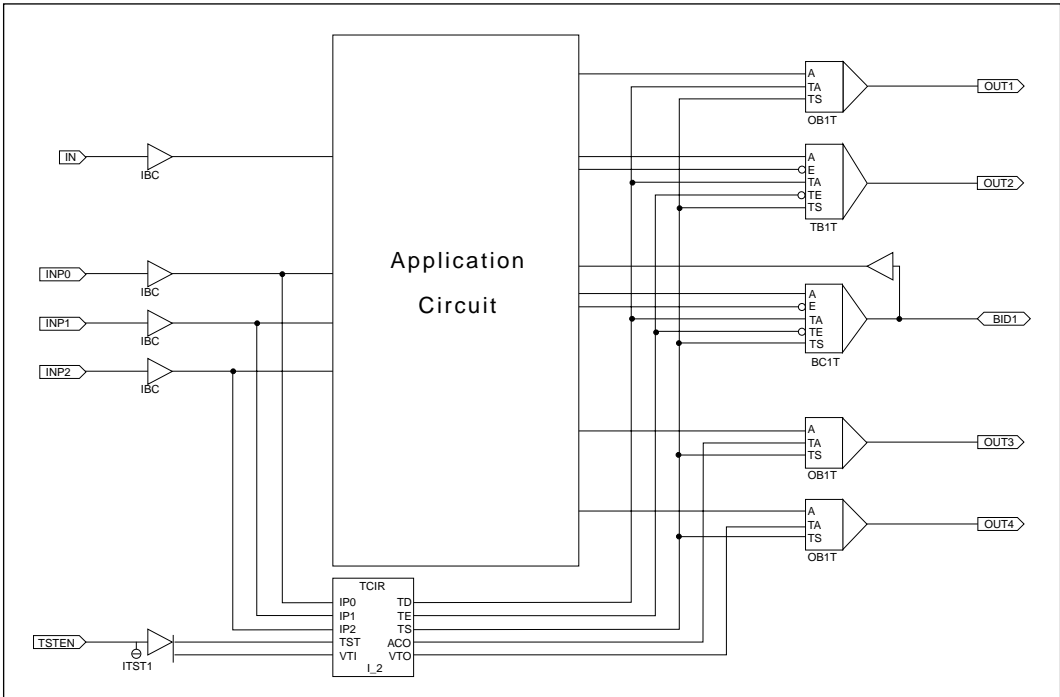 IN
IBC
INP0
IBC
INP1
IBC
INP2
IBC
TSTEN
ITST1
Application
Circuit
TCIR
IP0 TD
IP1 TE
IP2 TS
TST ACO
VTI VTO
I_2
A
TA
TS
OB1T
OUT1
A
E
TA
TE
TS
TB1T
OUT2
A
E
TA
TE
TS
BC1T
BID1
A
TA
TS
OB1T
OUT3
A
TA
TS
OB1T
OUT4